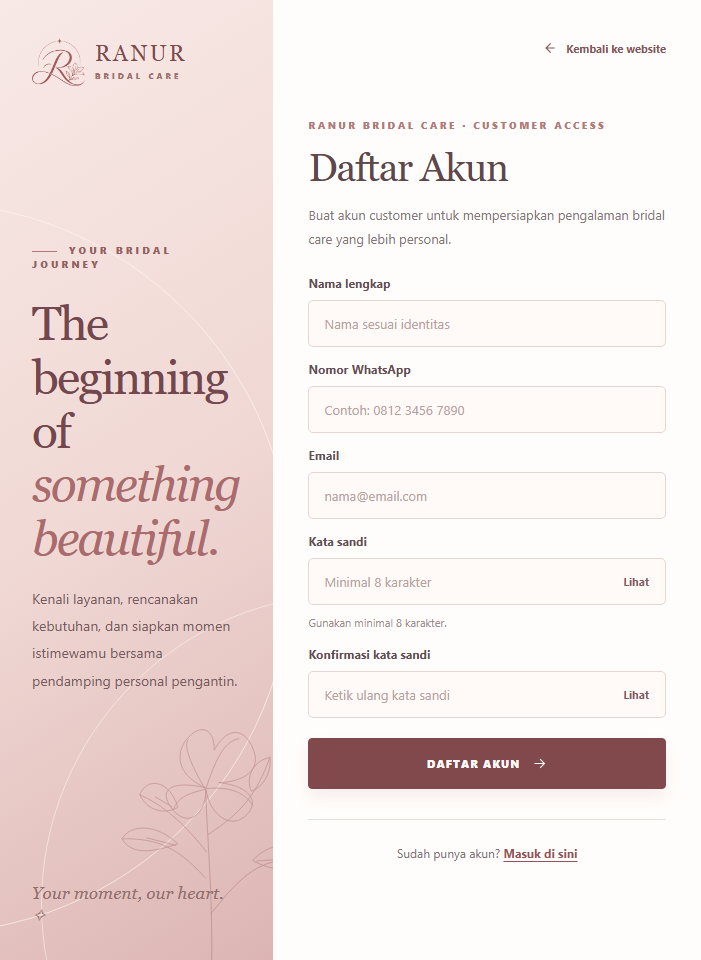 RANUR
BRIDAL CARE
YOUR BRIDAL
JOURNEY
The
beginning
of
something
beautiful.
Kenali layanan, rencanakan
kebutuhan, dan siapkan momen
istimewamu bersama
pendamping personal pengantin.
Your moment, our heart.
← Kembali ke website
RANUR BRIDAL CARE · CUSTOMER ACCESS
Daftar Akun
Buat akun customer untuk mempersiapkan pengalaman bridal
care yang lebih personal.
Nama lengkap
Nama sesuai identitas
Nomor WhatsApp
Contoh: 0812 3456 7890
Email
nama@email.com
Kata sandi
Minimal 8 karakter Lihat
Gunakan minimal 8 karakter.
Konfirmasi kata sandi
Ketik ulang kata sandi Lihat
DAFTAR AKUN →
Sudah punya akun? Masuk di sini